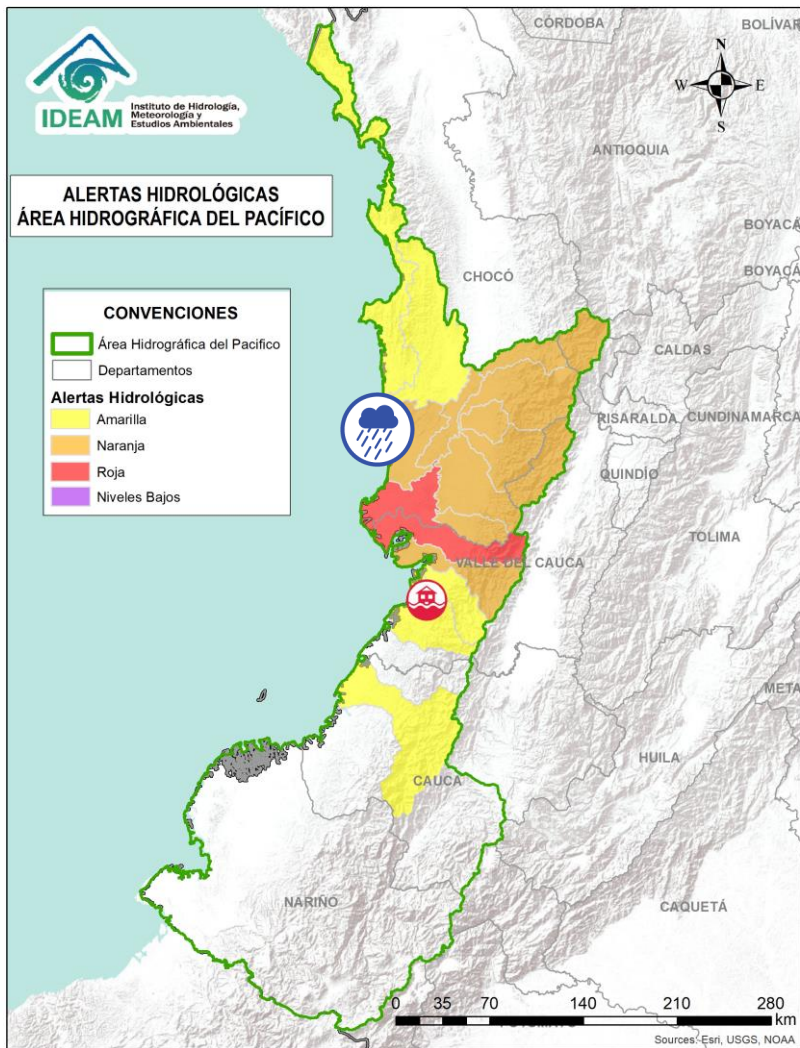 IDEAM
Instituto de Hidrología,
Meteorología y
Estudios Ambientales
ALERTAS HIDROLÓGICAS
ÁREA HIDROGRÁFICA DEL PACÍFICO
CONVENCIONES
Área Hidrográfica del Pacifico
Departamentos
Alertas Hidrológicas
Amarilla
Naranja
Roja
Niveles Bajos
N
W
E
S
CÓRDOBA
BOLÍVAR
ANTIOQUIA
BOYACÁ
CHOCÓ
BOYACÁ
CALDAS
RISARALDA
CUNDINAMARCA
QUINDÍO
TOLIMA
VALLE DEL CAUCA
META
HUILA
CAUCA
NARIÑO
CAQUETÁ
0 35 70 140 210 280
km
Sources: Esri, USGS, NOAA